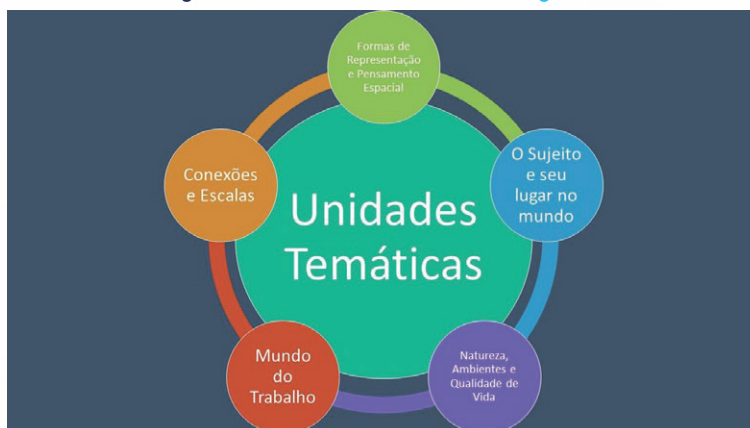 Formas de
Representação
e Pensamento
Espacial
Conexões
e Escalas
O Sujeito
e seu
lugar no
mundo
Unidades
Temáticas
Mundo
do
Trabalho
Natureza,
Ambientes e
Qualidade de
Vida